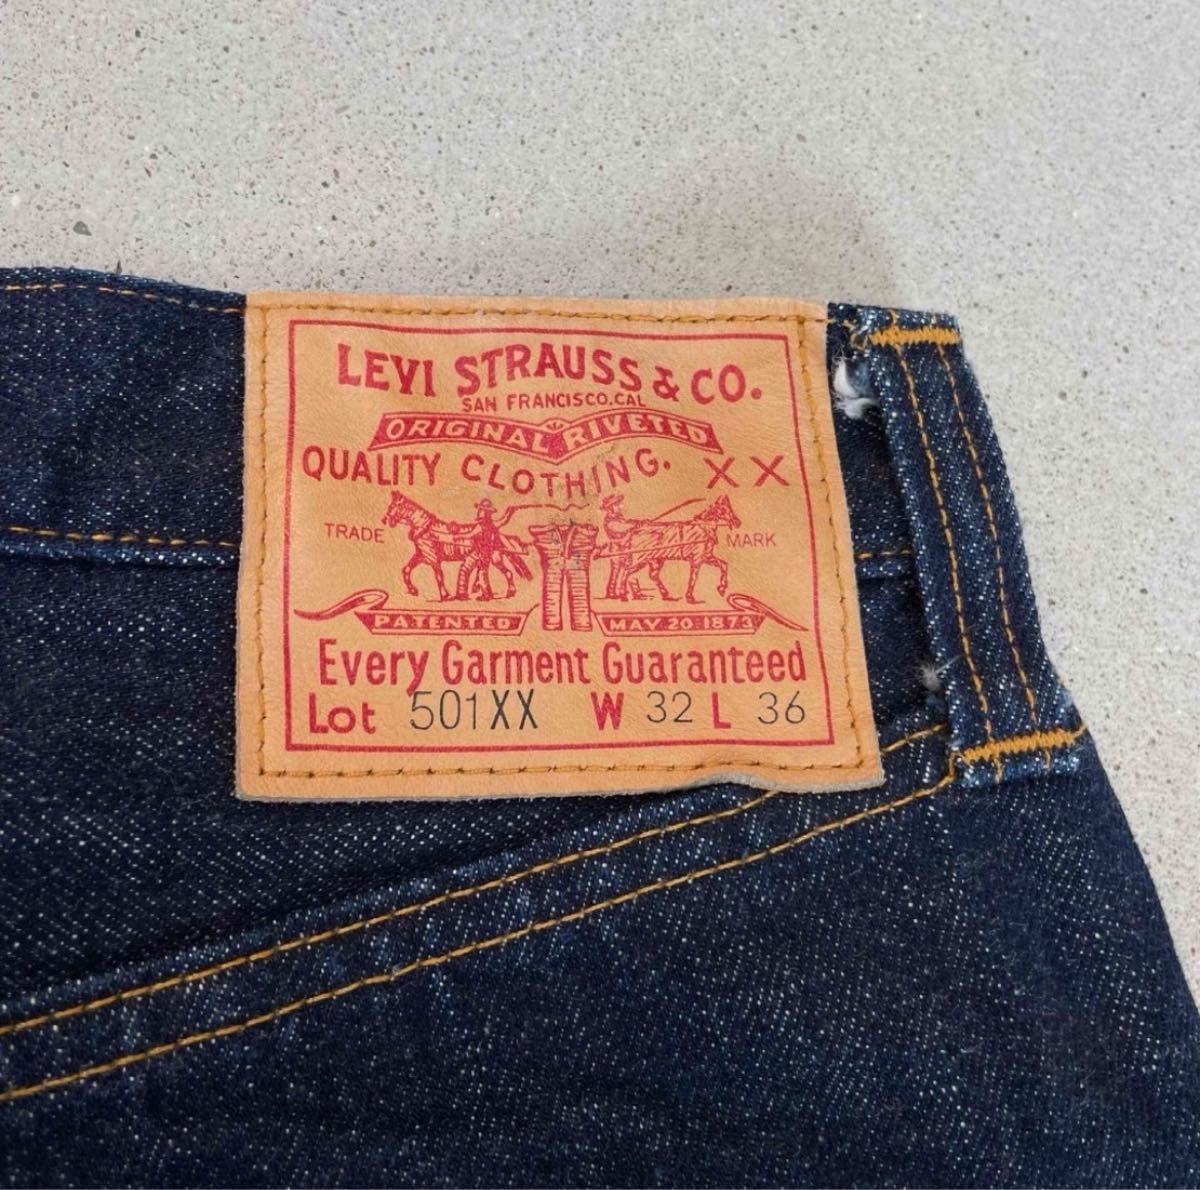 LEVI STRAUSS & CO.
SAN FRANCISCO, CAL
ORIGINAL RIVETED
QUALITY CLOTHING. XX
TRADE MARK
PATENTED MAY 20 1873
Every Garment Guaranteed
Lot 501XX W 32 L 36